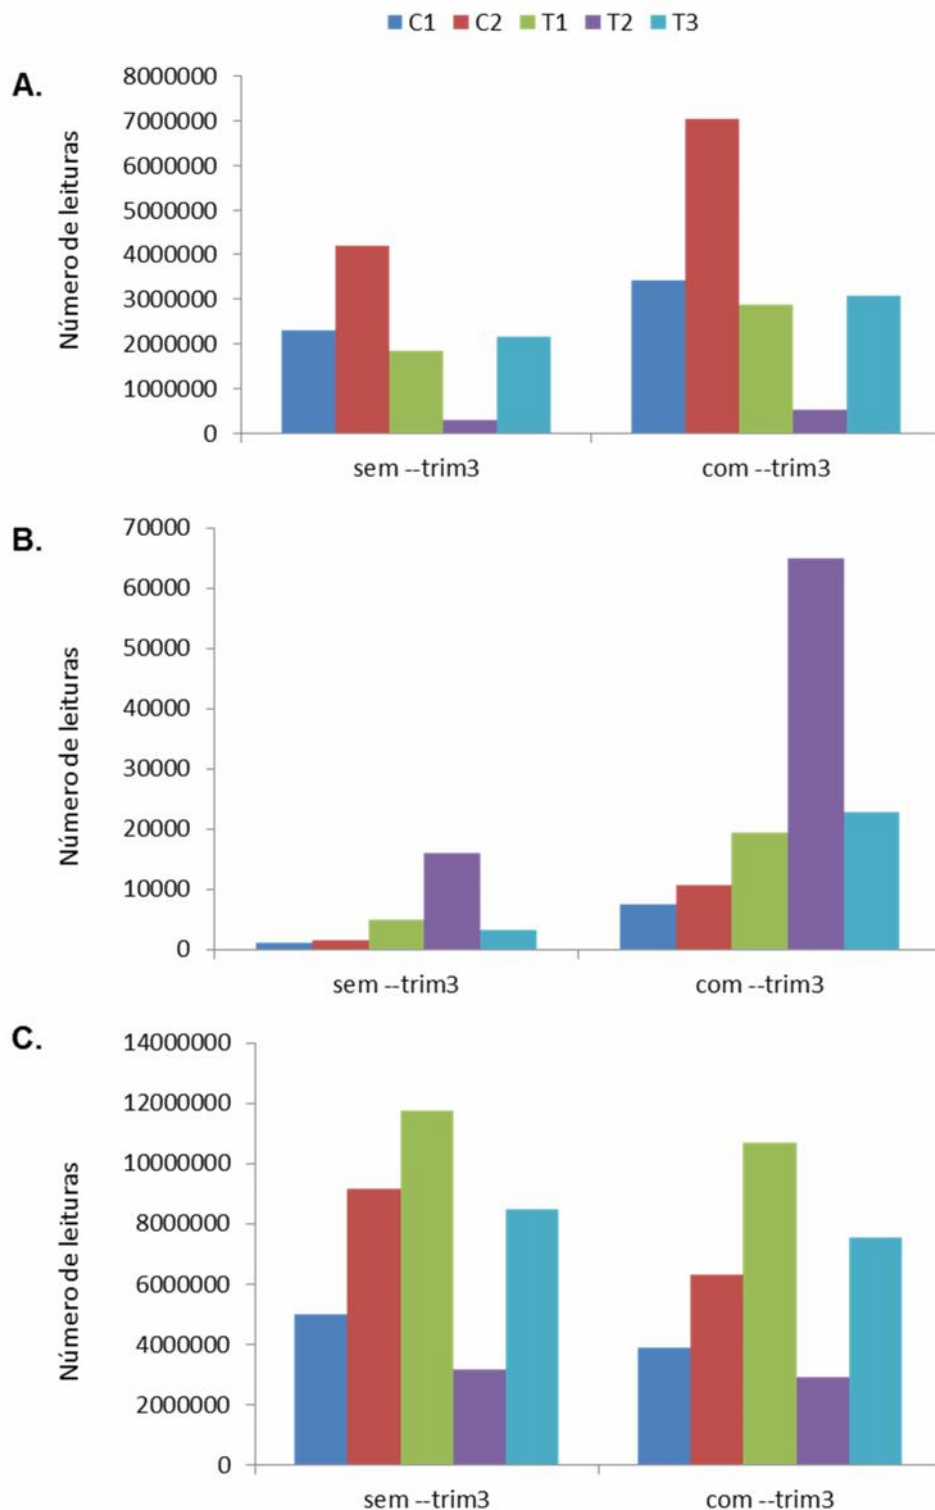 C1 C2 T1 T2 T3
A.
Número de leituras
8000000
7000000
6000000
5000000
4000000
3000000
2000000
1000000
0
sem --trim3 com --trim3
B.
Número de leituras
70000
60000
50000
40000
30000
20000
10000
0
sem --trim3 com --trim3
C.
Número de leituras
14000000
12000000
10000000
8000000
6000000
4000000
2000000
0
sem --trim3 com --trim3